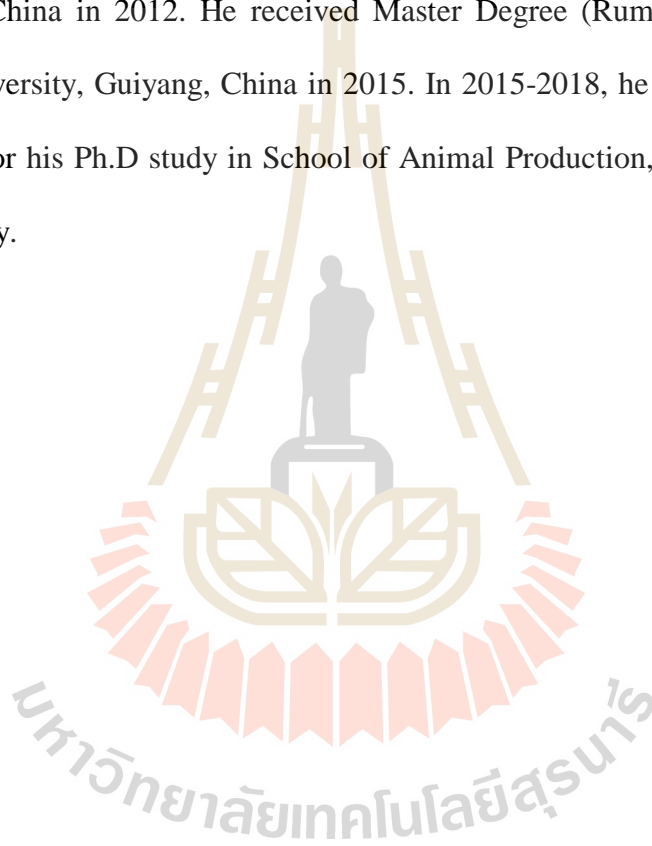 China in 2012. He received Master Degree (Rum
versity, Guiyang, China in 2015. In 2015-2018, he
or his Ph.D study in School of Animal Production,
y.
มหาวิทยาลัยเทคโนโลยีสุรนารี